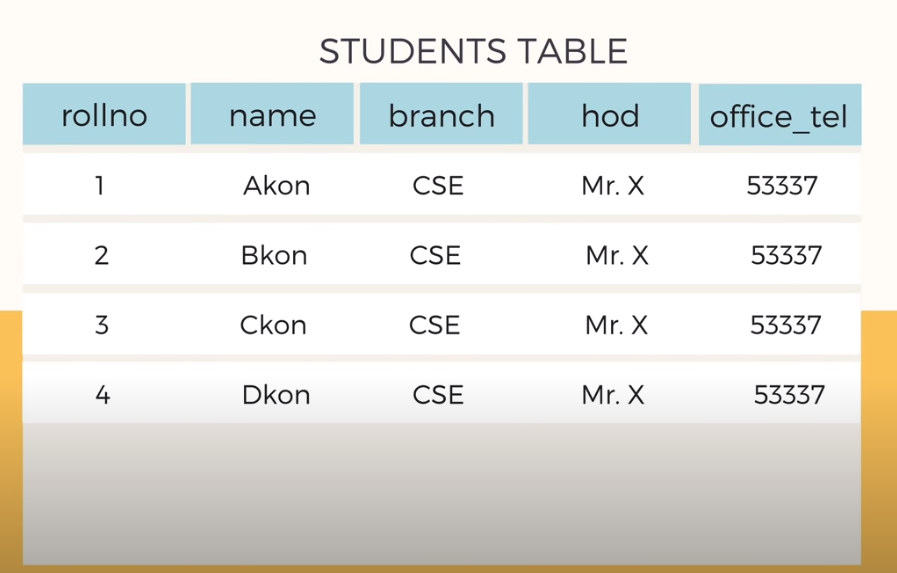 STUDENTS TABLE
rollno name branch hod office_tel
1 Akon CSE Mr. X 53337
2 Bkon CSE Mr. X 53337
3 Ckon CSE Mr. X 53337
4 Dkon CSE Mr. X 53337